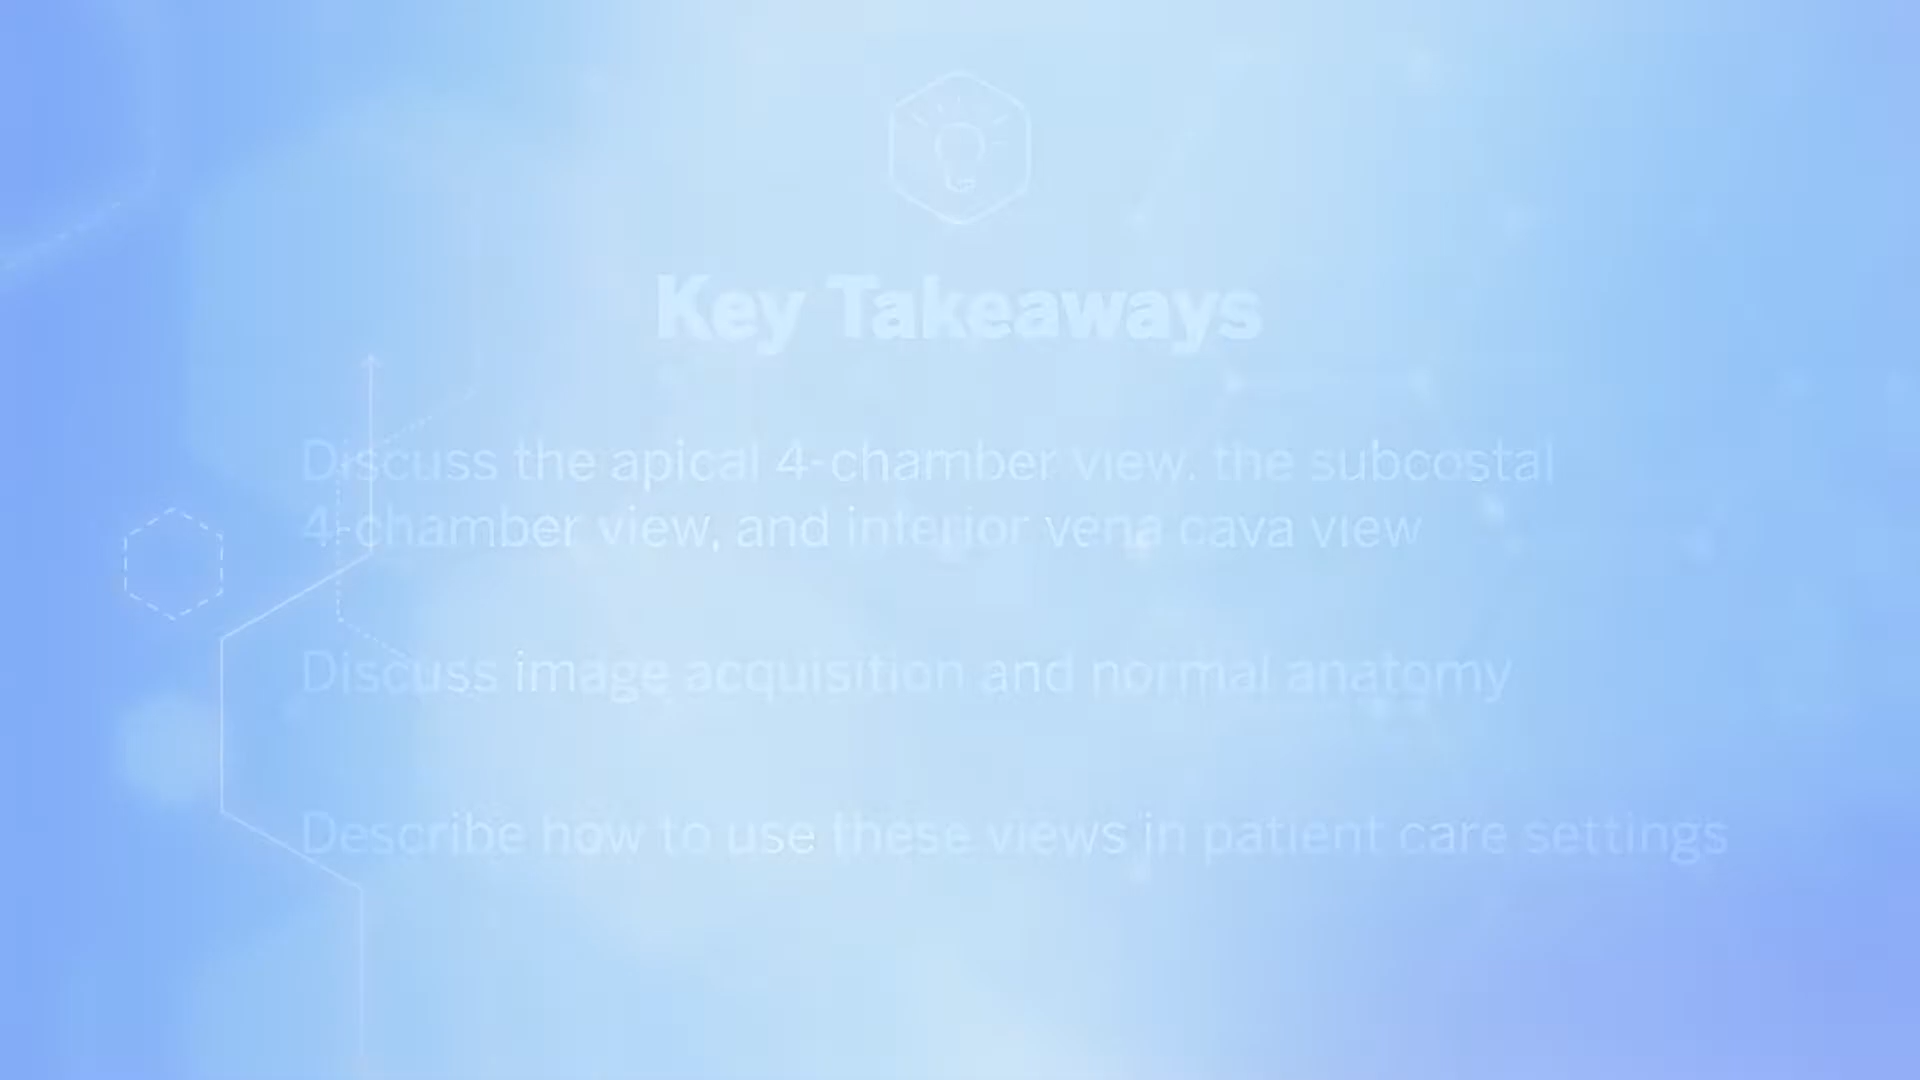 Key Takeaways
Discuss the apical 4-chamber view, the subcostal
4-chamber view, and interior vena cava view
Discuss image acquisition and normal anatomy
Describe how to use these views in patient care settings